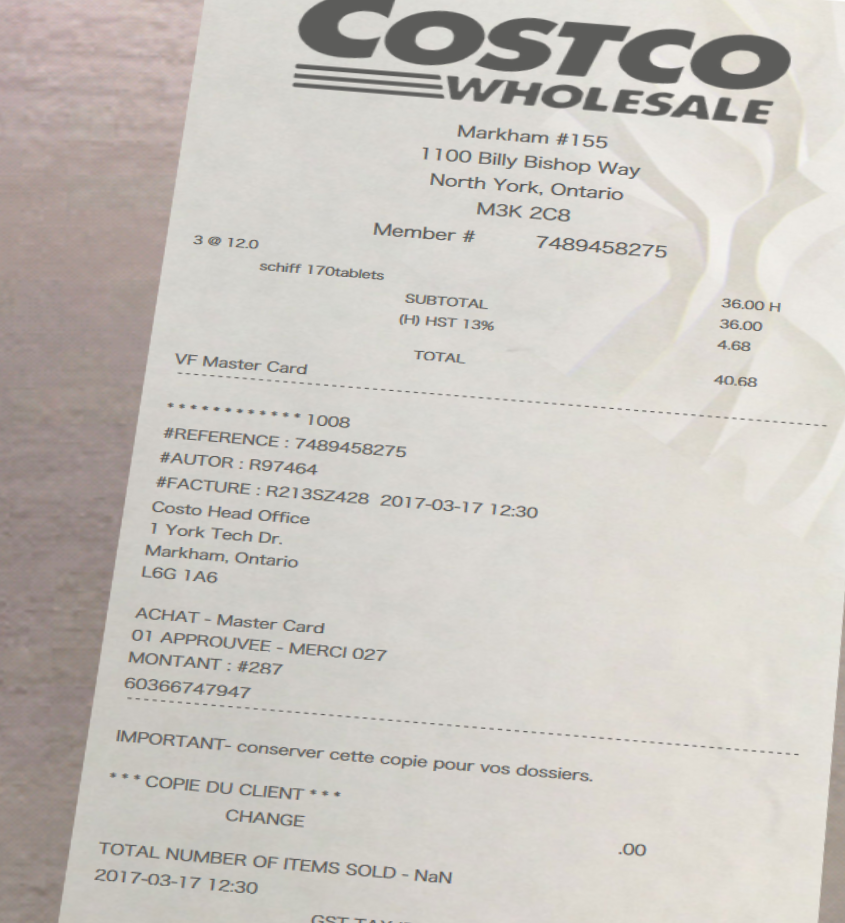 COSTCO
WHOLESALE
Markham #155
1100 Billy Bishop Way
North York, Ontario
M3K 2C8
Member # 7489458275
3 @ 12.0
schiff 170tablets
36.00 H
SUBTOTAL 36.00
(H) HST 13% 4.68
TOTAL 40.68
VF Master Card
************1008
#REFERENCE : 7489458275
#AUTOR : R97464
#FACTURE : R213SZ428 2017-03-17 12:30
Costo Head Office
1 York Tech Dr.
Markham, Ontario
L6G 1A6
ACHAT - Master Card
01 APPROUVEE - MERCI 027
MONTANT : #287
60366747947
IMPORTANT- conserver cette copie pour vos dossiers.
*** COPIE DU CLIENT ***
CHANGE .00
TOTAL NUMBER OF ITEMS SOLD - NaN
2017-03-17 12:30
GST